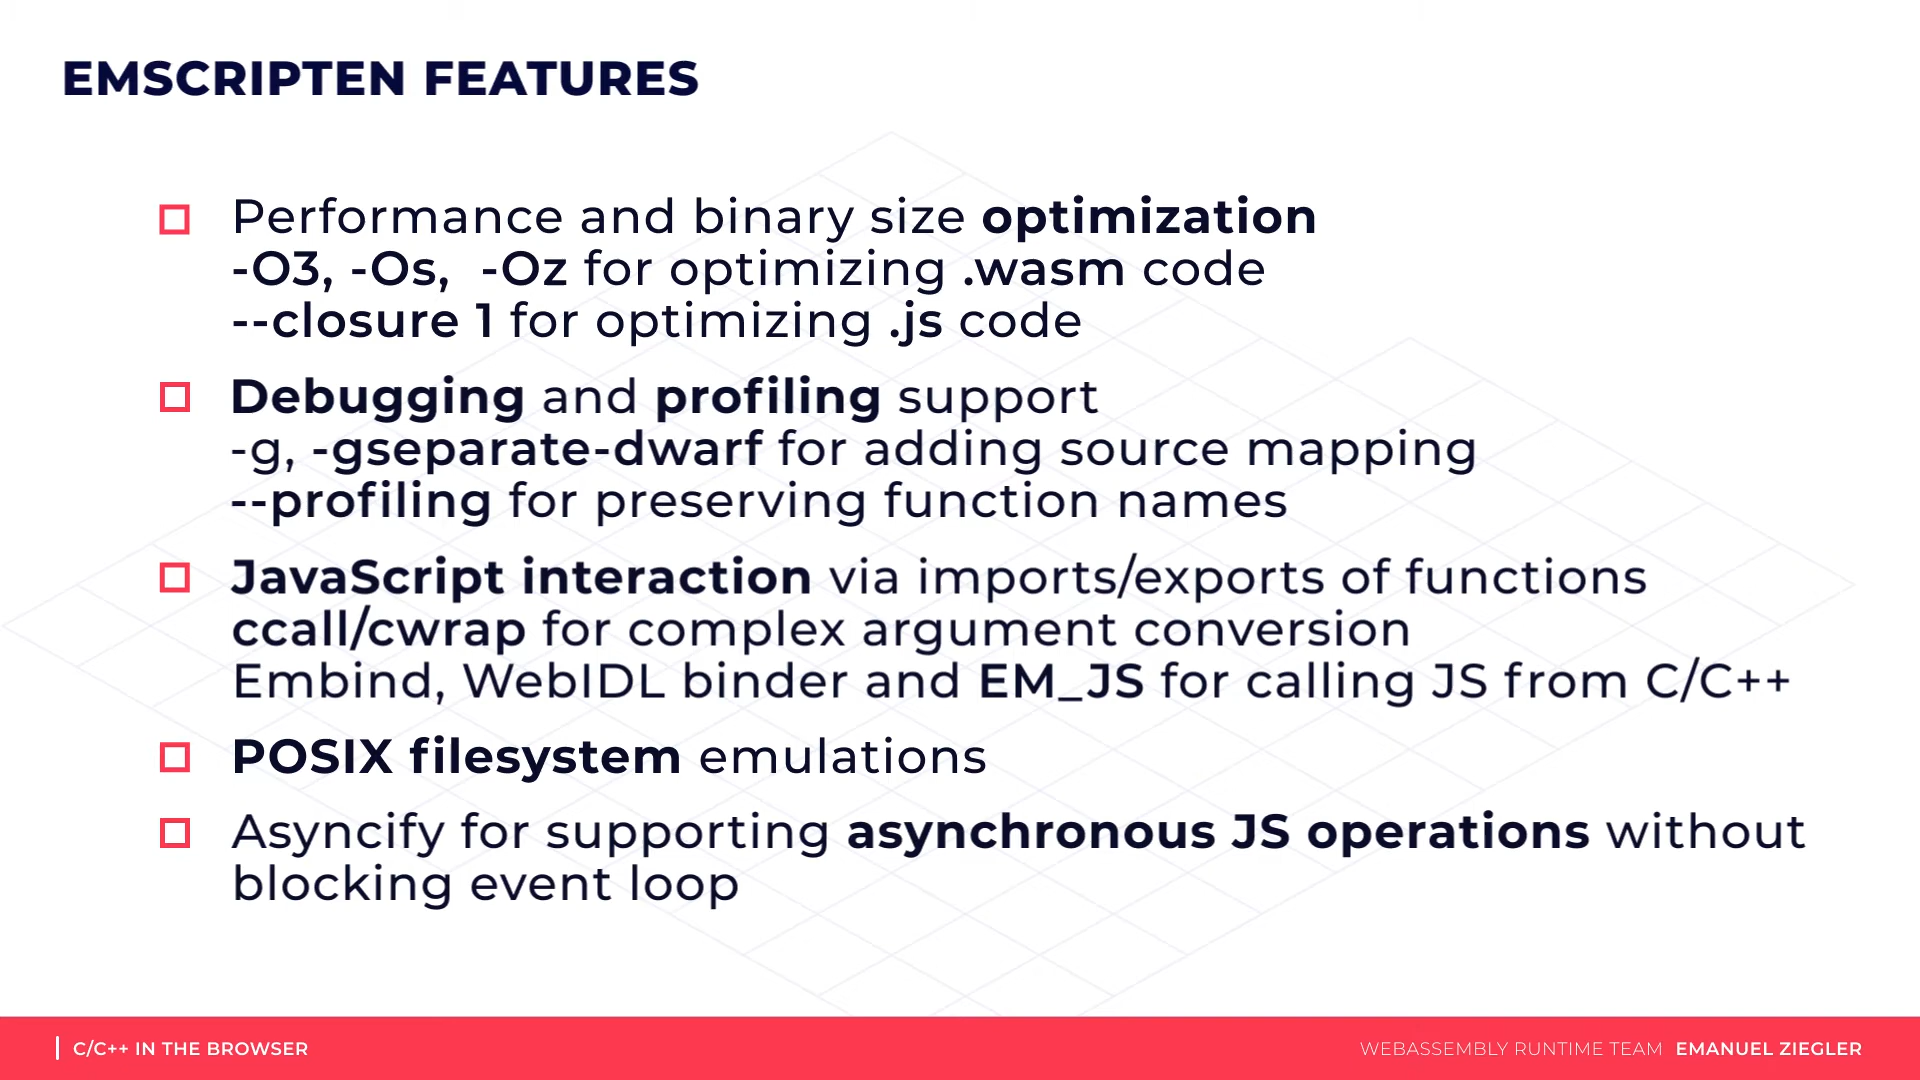 EMSCRIPTEN FEATURES
Performance and binary size optimization
-O3, -Os,  -Oz for optimizing .wasm code
--closure 1 for optimizing .js code
Debugging and profiling support
-g, -gseparate-dwarf for adding source mapping
--profiling for preserving function names
JavaScript interaction via imports/exports of functions
ccall/cwrap for complex argument conversion
Embind, WebIDL binder and EM_JS for calling JS from C/C++
POSIX filesystem emulations
Asyncify for supporting asynchronous JS operations without
blocking event loop
C/C++ IN THE BROWSER
WEBASSEMBLY RUNTIME TEAM EMANUEL ZIEGLER